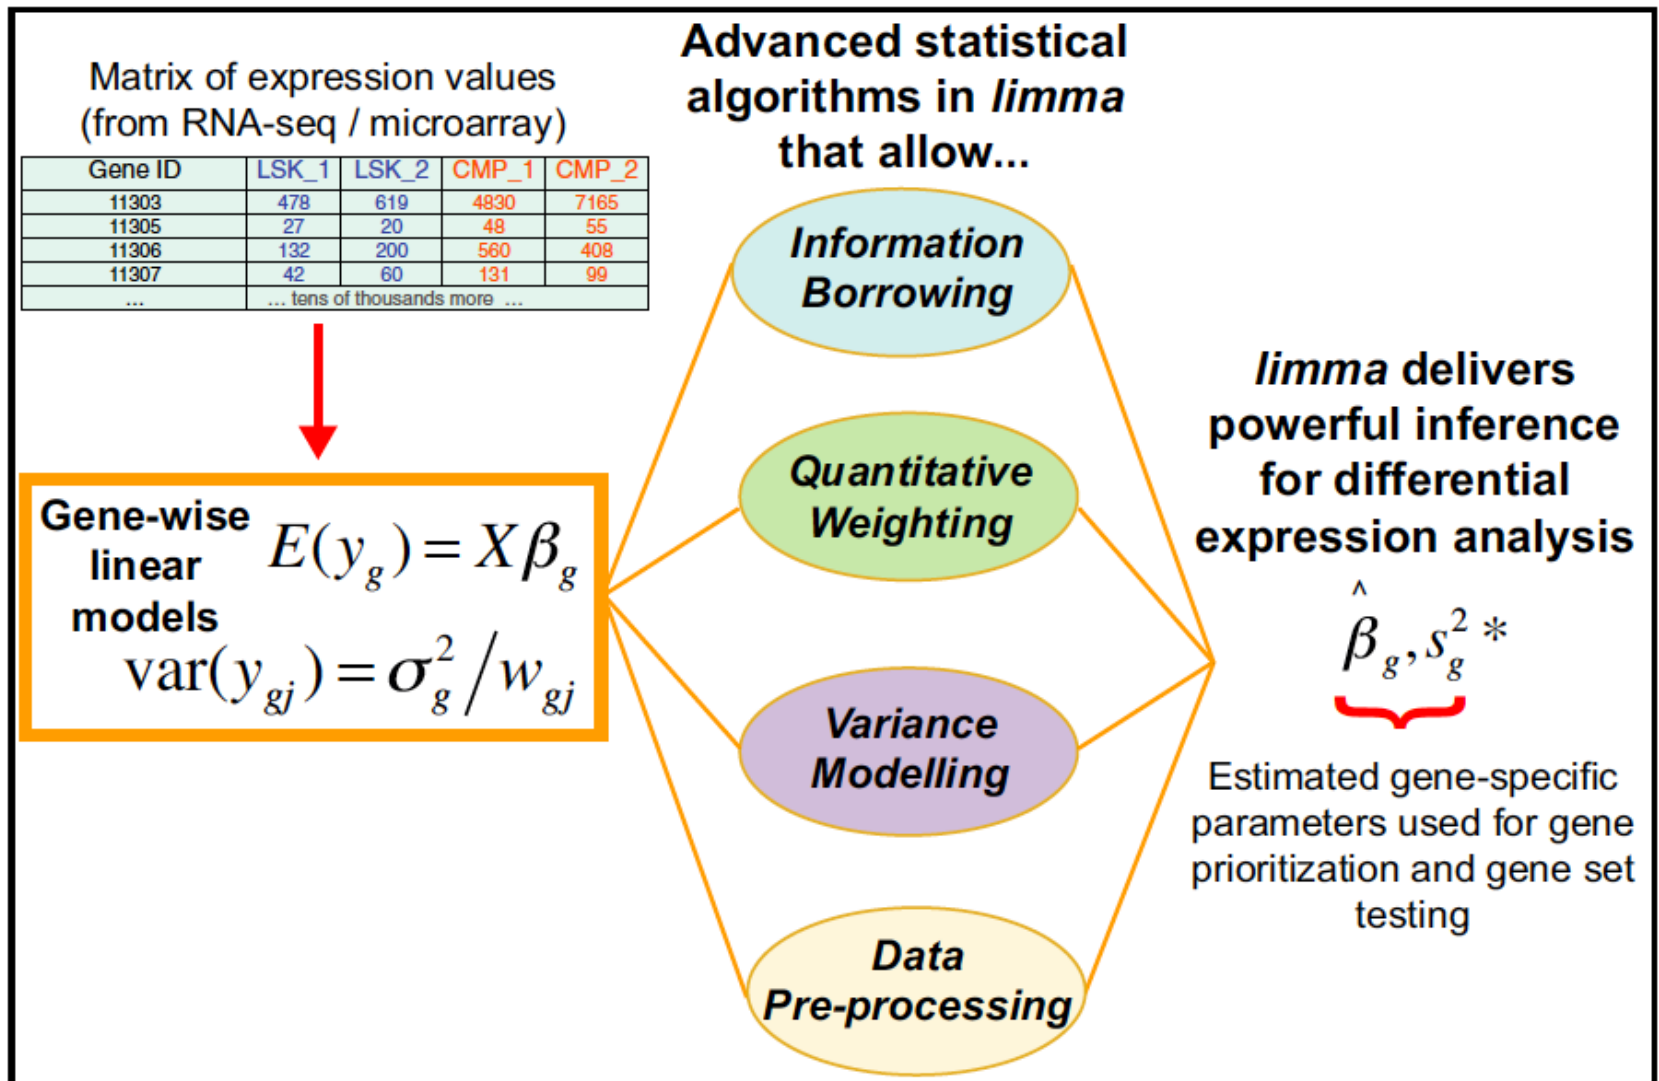 Matrix of expression values
(from RNA-seq / microarray)
Gene ID LSK_1 LSK_2 CMP_1 CMP_2
11303 478 619 4830 7165
11305 27 20 48 55
11306 132 200 560 408
11307 42 60 131 99
... ... tens of thousands more ...
Gene-wise
linear
models
E(y_g) = Xβ_g
var(y_gj) = σ_g^2 / w_gj
Advanced statistical
algorithms in limma
that allow...
Information
Borrowing
Quantitative
Weighting
Variance
Modelling
Data
Pre-processing
limma delivers
powerful inference
for differential
expression analysis
β̂_g, s_g^2 *
Estimated gene-specific
parameters used for gene
prioritization and gene set
testing